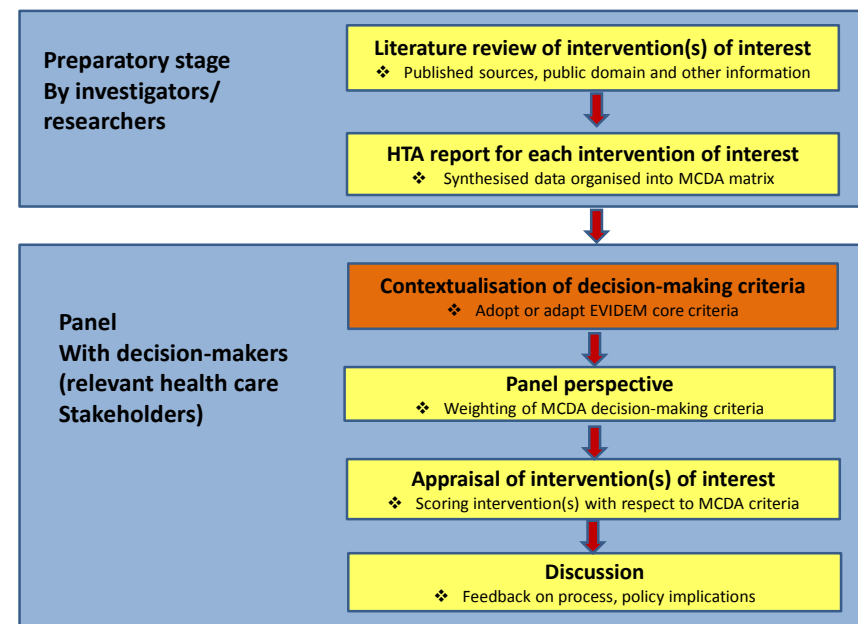 Preparatory stage
By investigators/
researchers
Literature review of intervention(s) of interest
❖ Published sources, public domain and other information
HTA report for each intervention of interest
❖ Synthesised data organised into MCDA matrix
Panel
With decision-makers
(relevant health care
Stakeholders)
Contextualisation of decision-making criteria
❖ Adopt or adapt EVIDEM core criteria
Panel perspective
❖ Weighting of MCDA decision-making criteria
Appraisal of intervention(s) of interest
❖ Scoring intervention(s) with respect to MCDA criteria
Discussion
❖ Feedback on process, policy implications